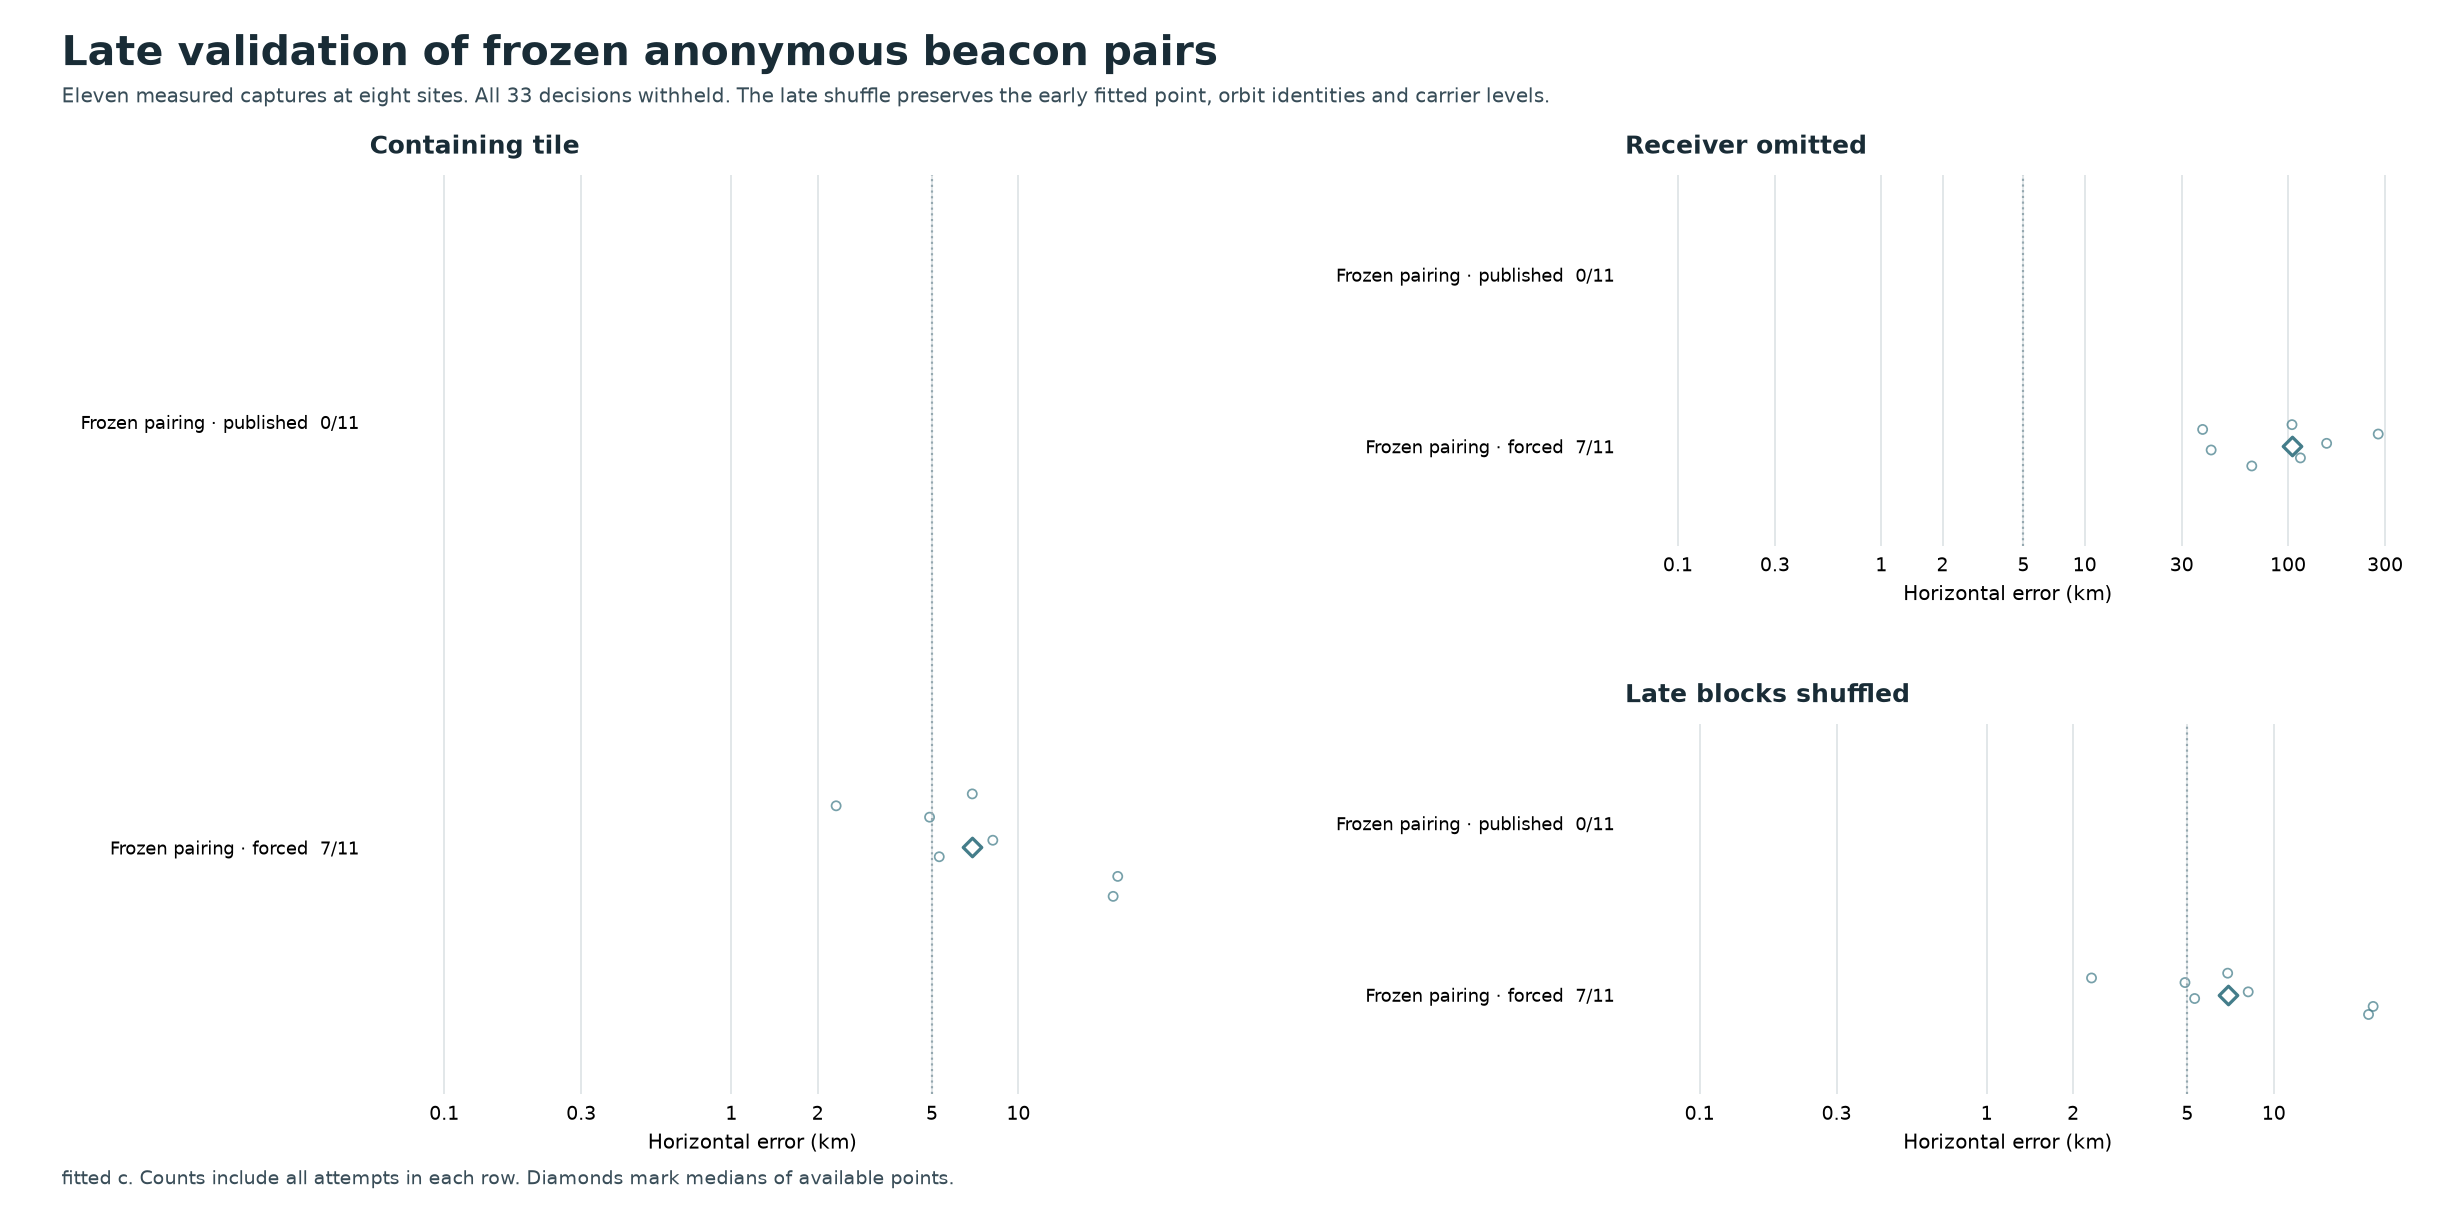 Late validation of frozen anonymous beacon pairs
Eleven measured captures at eight sites. All 33 decisions withheld. The late shuffle preserves the early fitted point, orbit identities and carrier levels.
Containing tile
Frozen pairing · published 0/11
Frozen pairing · forced 7/11
0.1 0.3 1 2 5 10
Horizontal error (km)
Receiver omitted
Frozen pairing · published 0/11
Frozen pairing · forced 7/11
0.1 0.3 1 2 5 10 30 100 300
Horizontal error (km)
Late blocks shuffled
Frozen pairing · published 0/11
Frozen pairing · forced 7/11
0.1 0.3 1 2 5 10
Horizontal error (km)
fitted c. Counts include all attempts in each row. Diamonds mark medians of available points.